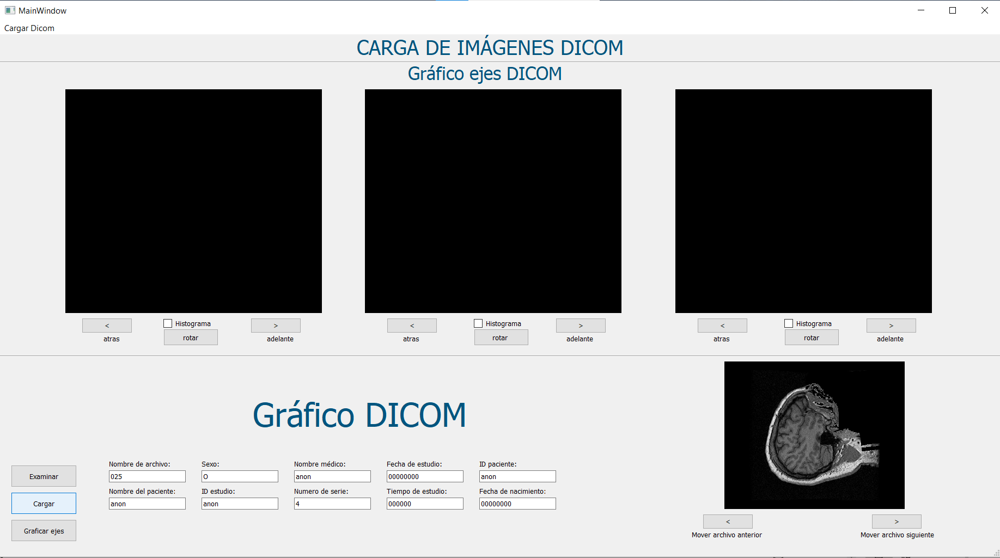 MainWindow
Cargar Dicom
CARGA DE IMÁGENES DICOM
Gráfico ejes DICOM
< Histograma >
atras rotar adelante
< Histograma >
atras rotar adelante
< Histograma >
atras rotar adelante
Gráfico DICOM
Examinar
Cargar
Graficar ejes
Nombre de archivo: Sexo: Nombre médico: Fecha de estudio: ID paciente:
025 O anon 00000000 anon
Nombre del paciente: ID estudio: Numero de serie: Tiempo de estudio: Fecha de nacimiento:
anon anon 4 000000 00000000
< >
Mover archivo anterior Mover archivo siguiente